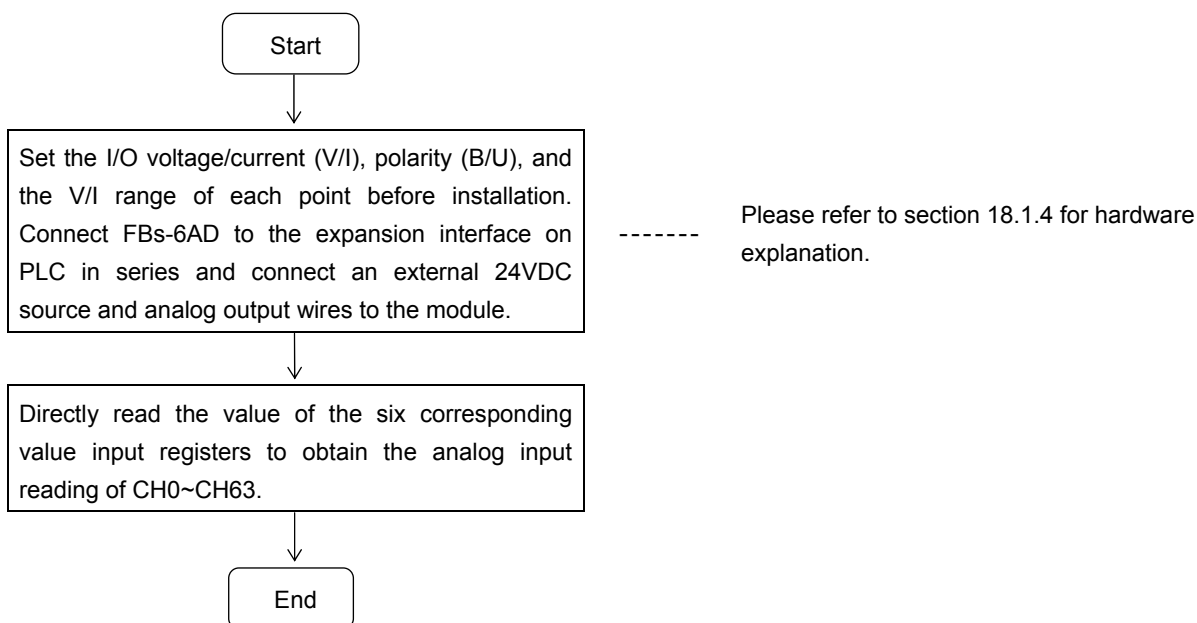 Start
Set the I/O voltage/current (V/I), polarity (B/U), and
the V/I range of each point before installation.
Connect FBs-6AD to the expansion interface on
PLC in series and connect an external 24VDC
source and analog output wires to the module.
Please refer to section 18.1.4 for hardware
explanation.
Directly read the value of the six corresponding
value input registers to obtain the analog input
reading of CH0~CH63.
End